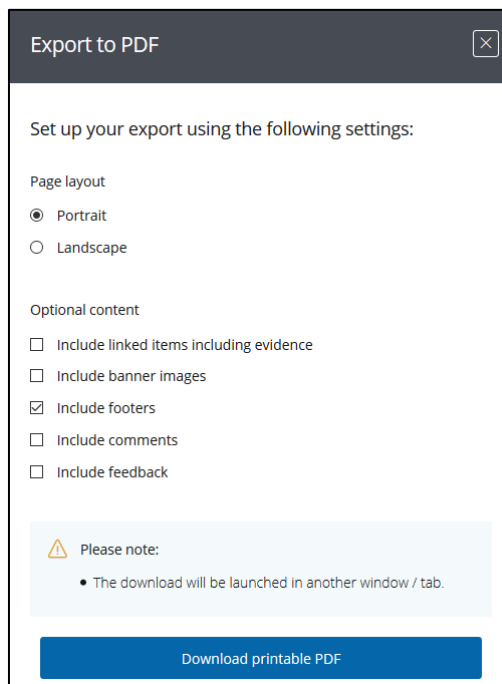 Export to PDF
Set up your export using the following settings:
Page layout
Portrait
Landscape
Optional content
Include linked items including evidence
Include banner images
Include footers
Include comments
Include feedback
Please note:
• The download will be launched in another window / tab.
Download printable PDF